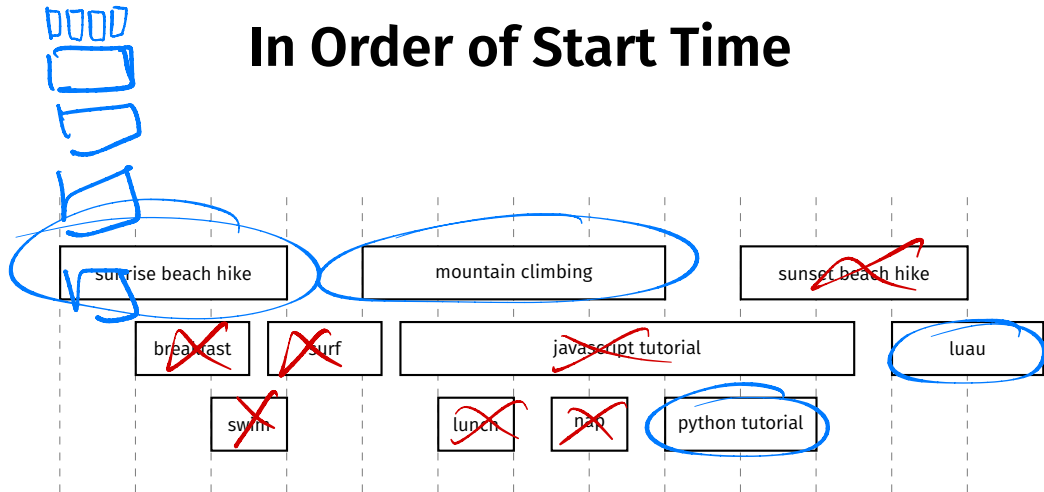 In Order of Start Time
sunrise beach hike
mountain climbing
sunset beach hike
breakfast
surf
javascript tutorial
luau
swim
lunch
nap
python tutorial